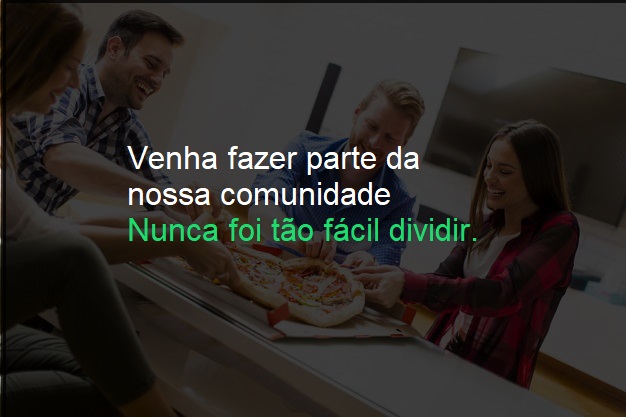 Venha fazer parte da
nossa comunidade
Nunca foi tão fácil dividir.